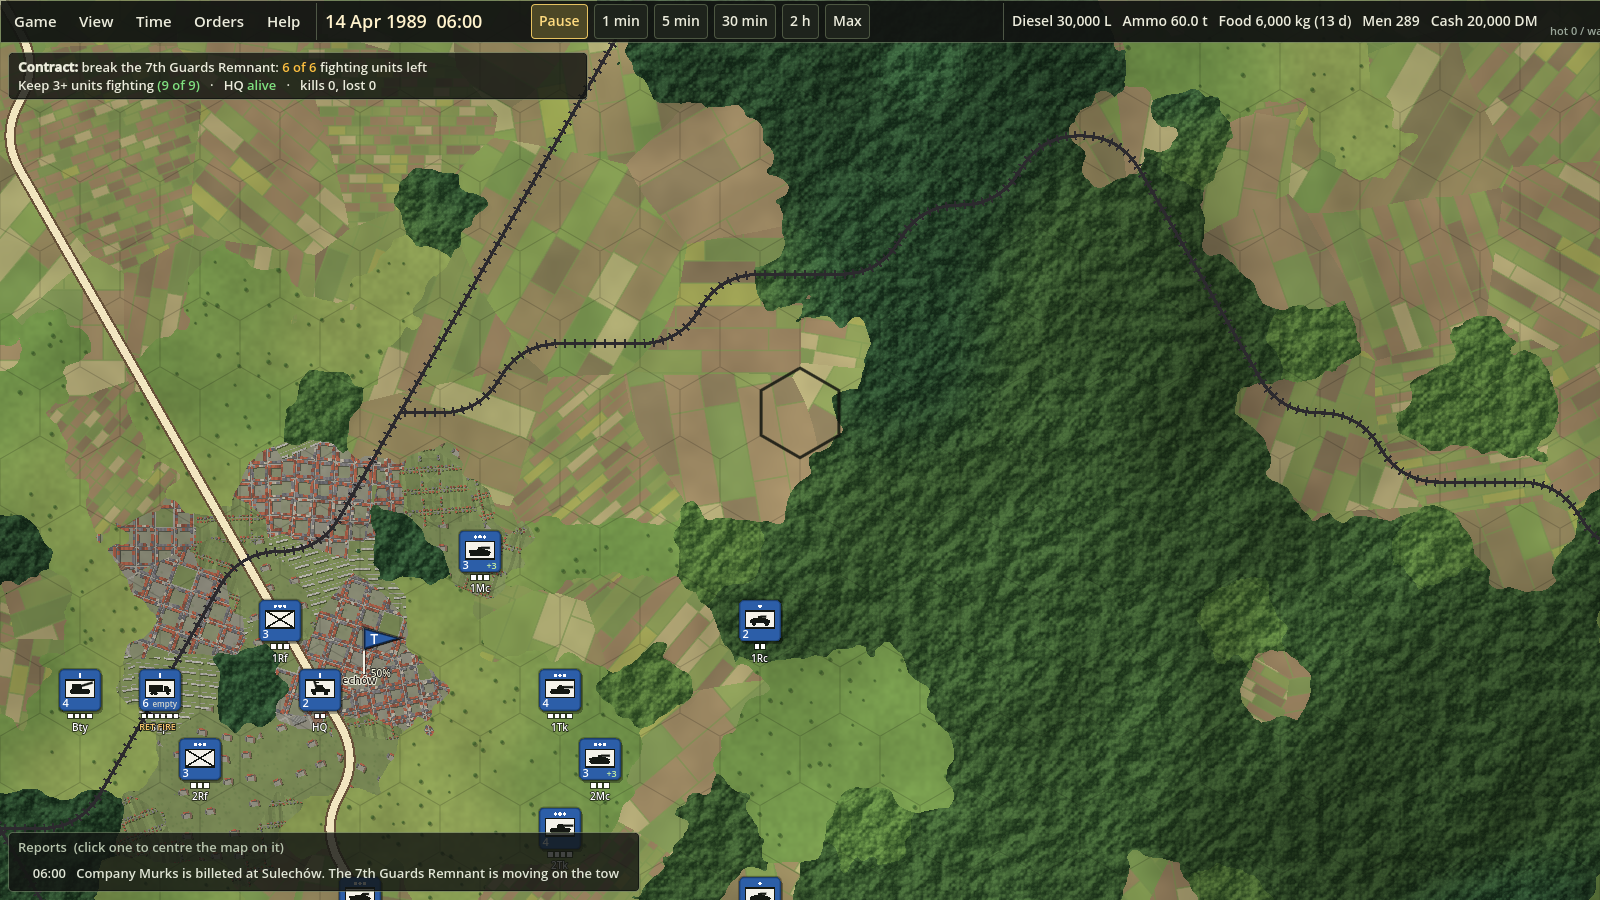 Game View Time Orders Help 14 Apr 1989 06:00 Pause 1 min 5 min 30 min 2 h Max Diesel 30,000 L Ammo 60.0 t Food 6,000 kg (13 d) Men 289 Cash 20,000 DM
hot 0 / wa
Contract: break the 7th Guards Remnant: 6 of 6 fighting units left
Keep 3+ units fighting (9 of 9) · HQ alive · kills 0, lost 0
3 +3
1Mc
3
1Rf
T
50%
2
1Rc
4
Bty
6 empty
2
HQ
4
1Tk
3
2Rf
3 +3
2Mc
4
Reports (click one to centre the map on it)
06:00 Company Murks is billeted at Sulechów. The 7th Guards Remnant is moving on the tow